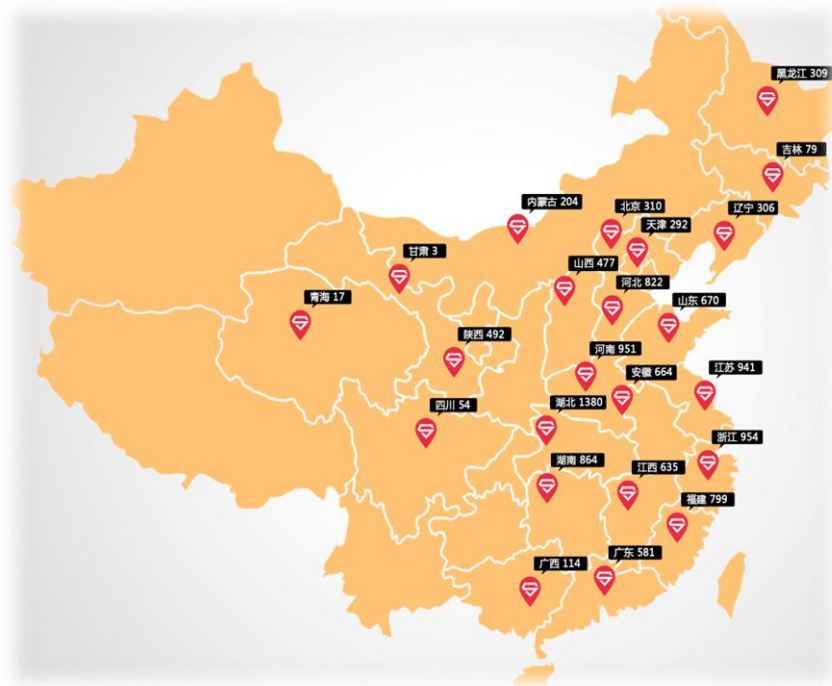 黑龙江 309
吉林 79
内蒙古 204
北京 310
辽宁 306
天津 292
甘肃 3
山西 477
河北 822
青海 17
山东 670
陕西 492
河南 951
安徽 664
江苏 941
四川 54
湖北 1380
浙江 954
湖南 864
江西 635
福建 799
广东 581
广西 114